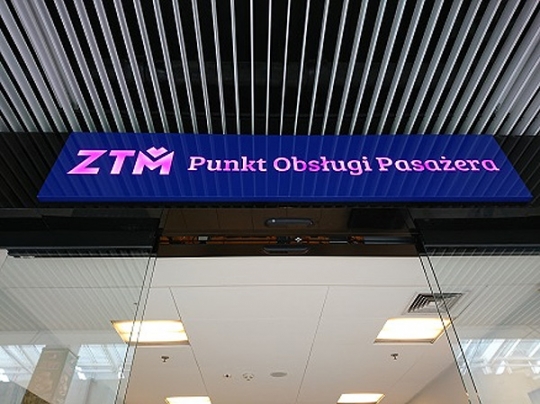 ZTM Punkt Obsługi Pasażera